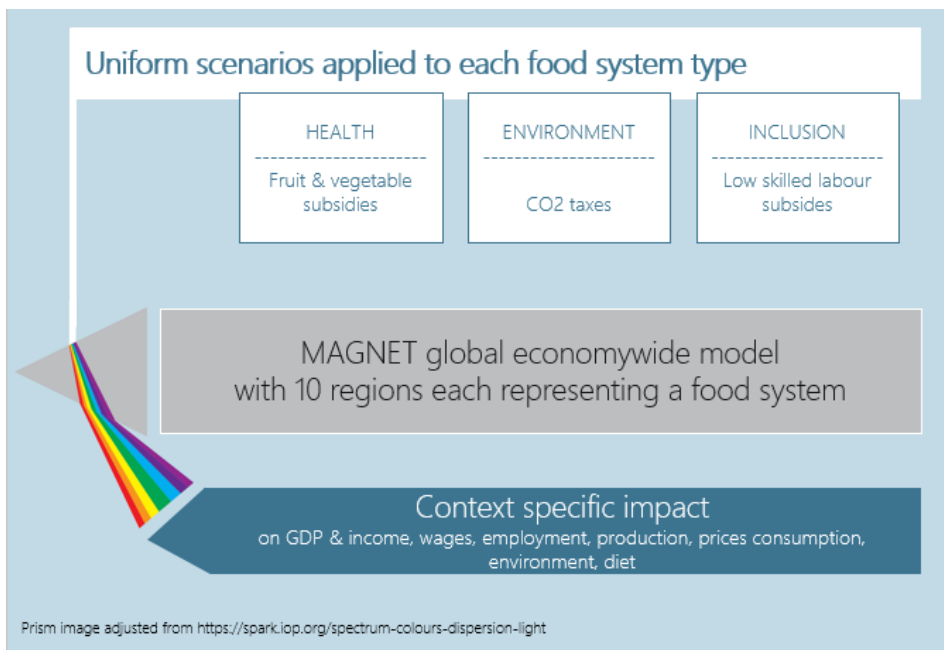 Uniform scenarios applied to each food system type
HEALTH
--------------------
Fruit & vegetable
subsidies
ENVIRONMENT
--------------------
CO2 taxes
INCLUSION
--------------------
Low skilled labour
subsides
MAGNET global economywide model
with 10 regions each representing a food system
Context specific impact
on GDP & income, wages, employment, production, prices consumption,
environment, diet
Prism image adjusted from https://spark.iop.org/spectrum-colours-dispersion-light